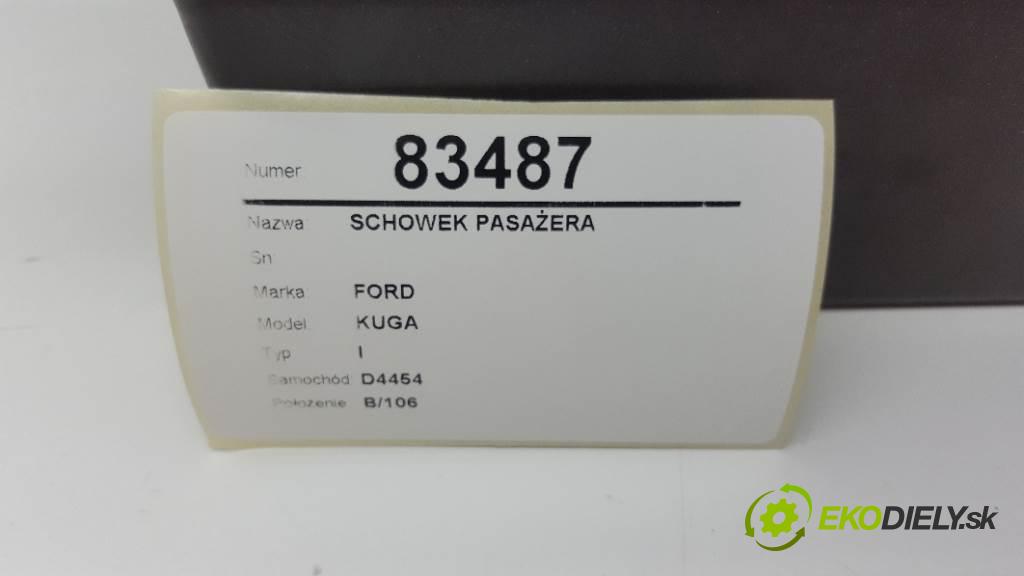 Numer 83487
Nazwa SCHOWEK PASAŻERA
Sn
Marka FORD
Model: KUGA
Typ I
Samochód D4454
Położenie B/106
EKODIELY.sk